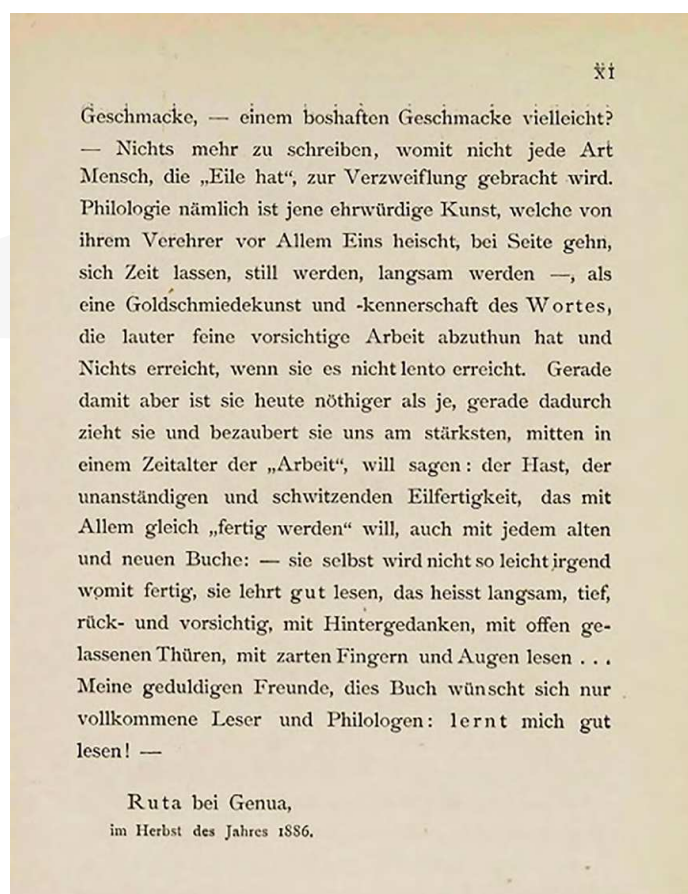 XI
Geschmacke, — einem boshaften Geschmacke vielleicht?
— Nichts mehr zu schreiben, womit nicht jede Art
Mensch, die „Eile hat“, zur Verzweiflung gebracht wird.
Philologie nämlich ist jene ehrwürdige Kunst, welche von
ihrem Verehrer vor Allem Eins heischt, bei Seite gehn,
sich Zeit lassen, still werden, langsam werden —, als
eine Goldschmiedekunst und -kennerschaft des Wortes,
die lauter feine vorsichtige Arbeit abzuthun hat und
Nichts erreicht, wenn sie es nicht lento erreicht. Gerade
damit aber ist sie heute nöthiger als je, gerade dadurch
zieht sie und bezaubert sie uns am stärksten, mitten in
einem Zeitalter der „Arbeit“, will sagen: der Hast, der
unanständigen und schwitzenden Eilfertigkeit, das mit
Allem gleich „fertig werden“ will, auch mit jedem alten
und neuen Buche: — sie selbst wird nicht so leicht irgend
womit fertig, sie lehrt gut lesen, das heisst langsam, tief,
rück- und vorsichtig, mit Hintergedanken, mit offen ge-
lassenen Thüren, mit zarten Fingern und Augen lesen . . .
Meine geduldigen Freunde, dies Buch wünscht sich nur
vollkommene Leser und Philologen: lernt mich gut
lesen! —
Ruta bei Genua,
im Herbst des Jahres 1886.